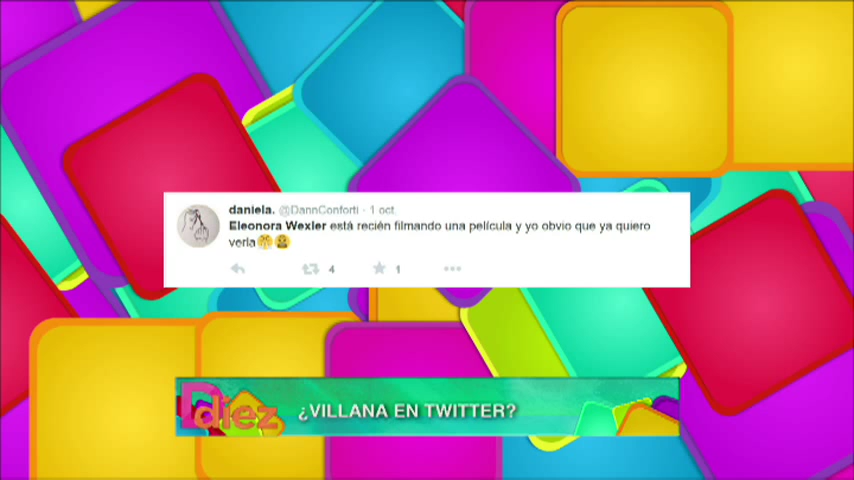 daniela. @DannConforti · 1 oct.
Eleonora Wexler está recién filmando una película y yo obvio que ya quiero
verla
4 1
Ddiez
¿VILLANA EN TWITTER?